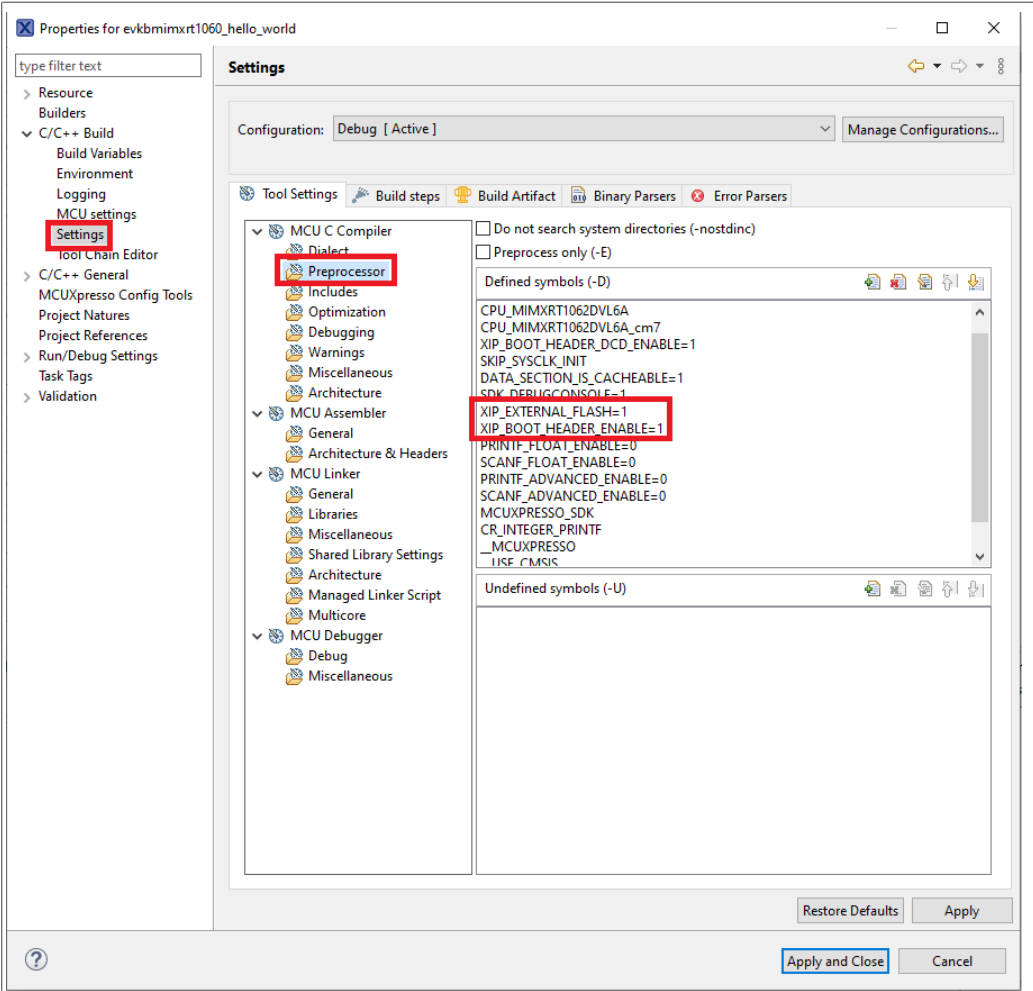 Properties for evkbmimxrt1060_hello_world
type filter text
Resource
Builders
C/C++ Build
Build Variables
Environment
Logging
MCU settings
Settings
Tool Chain Editor
C/C++ General
MCUXpresso Config Tools
Project Natures
Project References
Run/Debug Settings
Task Tags
Validation
Settings
Configuration: Debug [ Active ]
Manage Configurations...
Tool Settings
Build steps
Build Artifact
Binary Parsers
Error Parsers
MCU C Compiler
Dialect
Preprocessor
Includes
Optimization
Debugging
Warnings
Miscellaneous
Architecture
MCU Assembler
General
Architecture & Headers
MCU Linker
General
Libraries
Miscellaneous
Shared Library Settings
Architecture
Managed Linker Script
Multicore
MCU Debugger
Debug
Miscellaneous
Do not search system directories (-nostdinc)
Preprocess only (-E)
Defined symbols (-D)
CPU_MIMXRT1062DVL6A
CPU_MIMXRT1062DVL6A_cm7
XIP_BOOT_HEADER_DCD_ENABLE=1
SKIP_SYSCLK_INIT
DATA_SECTION_IS_CACHEABLE=1
SDK_DEBUGCONSOLE=1
XIP_EXTERNAL_FLASH=1
XIP_BOOT_HEADER_ENABLE=1
PRINTF_FLOAT_ENABLE=0
SCANF_FLOAT_ENABLE=0
PRINTF_ADVANCED_ENABLE=0
SCANF_ADVANCED_ENABLE=0
MCUXPRESSO_SDK
CR_INTEGER_PRINTF
__MCUXPRESSO
__USE_CMSIS
Undefined symbols (-U)
Restore Defaults
Apply
Apply and Close
Cancel